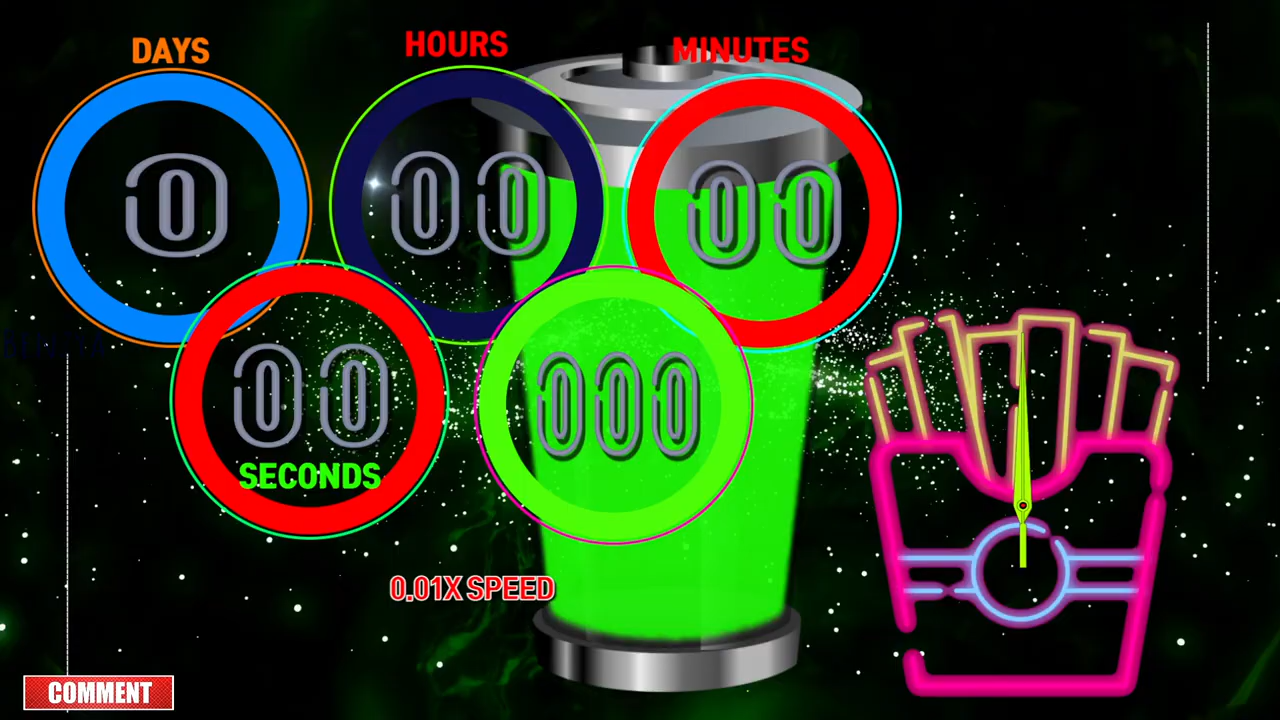 DAYS
HOURS
MINUTES
0
00
00
00
000
SECONDS
0.01X SPEED
COMMENT